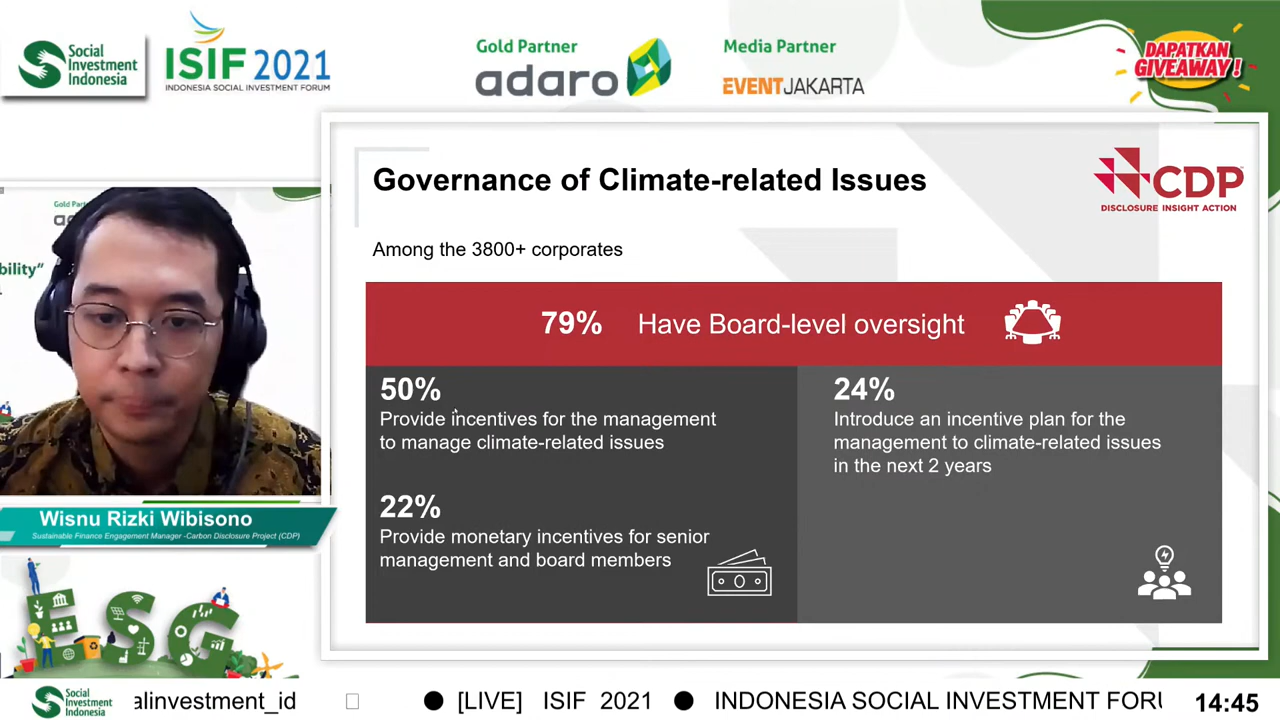 Social
Investment
Indonesia
ISIF 2021
INDONESIA SOCIAL INVESTMENT FORUM
Gold Partner
adaro
Media Partner
EVENTJAKARTA
DAPATKAN
GIVEAWAY!
Gold Par
ad
bility"
Governance of Climate-related Issues
CDP
DISCLOSURE INSIGHT ACTION
Among the 3800+ corporates
79% Have Board-level oversight
50%
Provide incentives for the management
to manage climate-related issues
22%
Provide monetary incentives for senior
management and board members
24%
Introduce an incentive plan for the
management to climate-related issues
in the next 2 years
Wisnu Rizki Wibisono
Sustainable Finance Engagement Manager -Carbon Disclosure Project (CDP)
ESG
Social
Investment
Indonesia
alinvestment_id ● [LIVE] ISIF 2021 ● INDONESIA SOCIAL INVESTMENT FORU
14:45